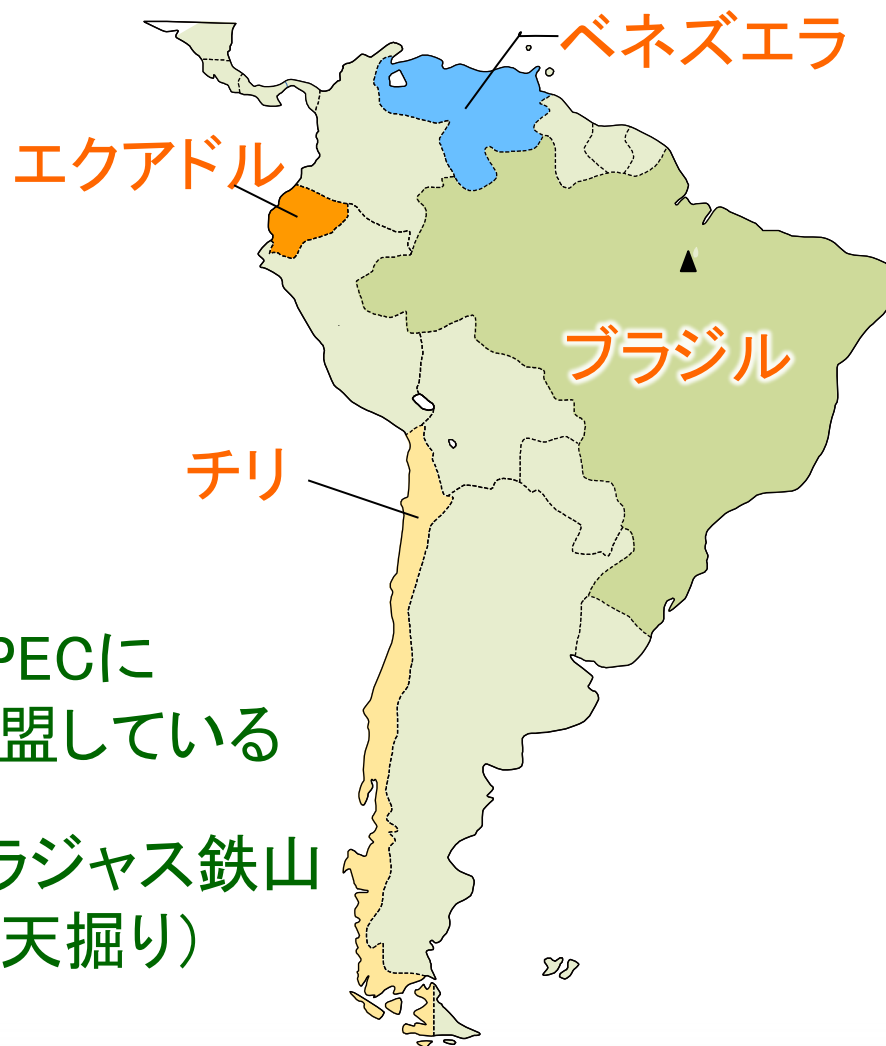 ベネズエラ
エクアドル
ブラジル
チリ
PECに
盟している
ラジャス鉄山
天掘り）